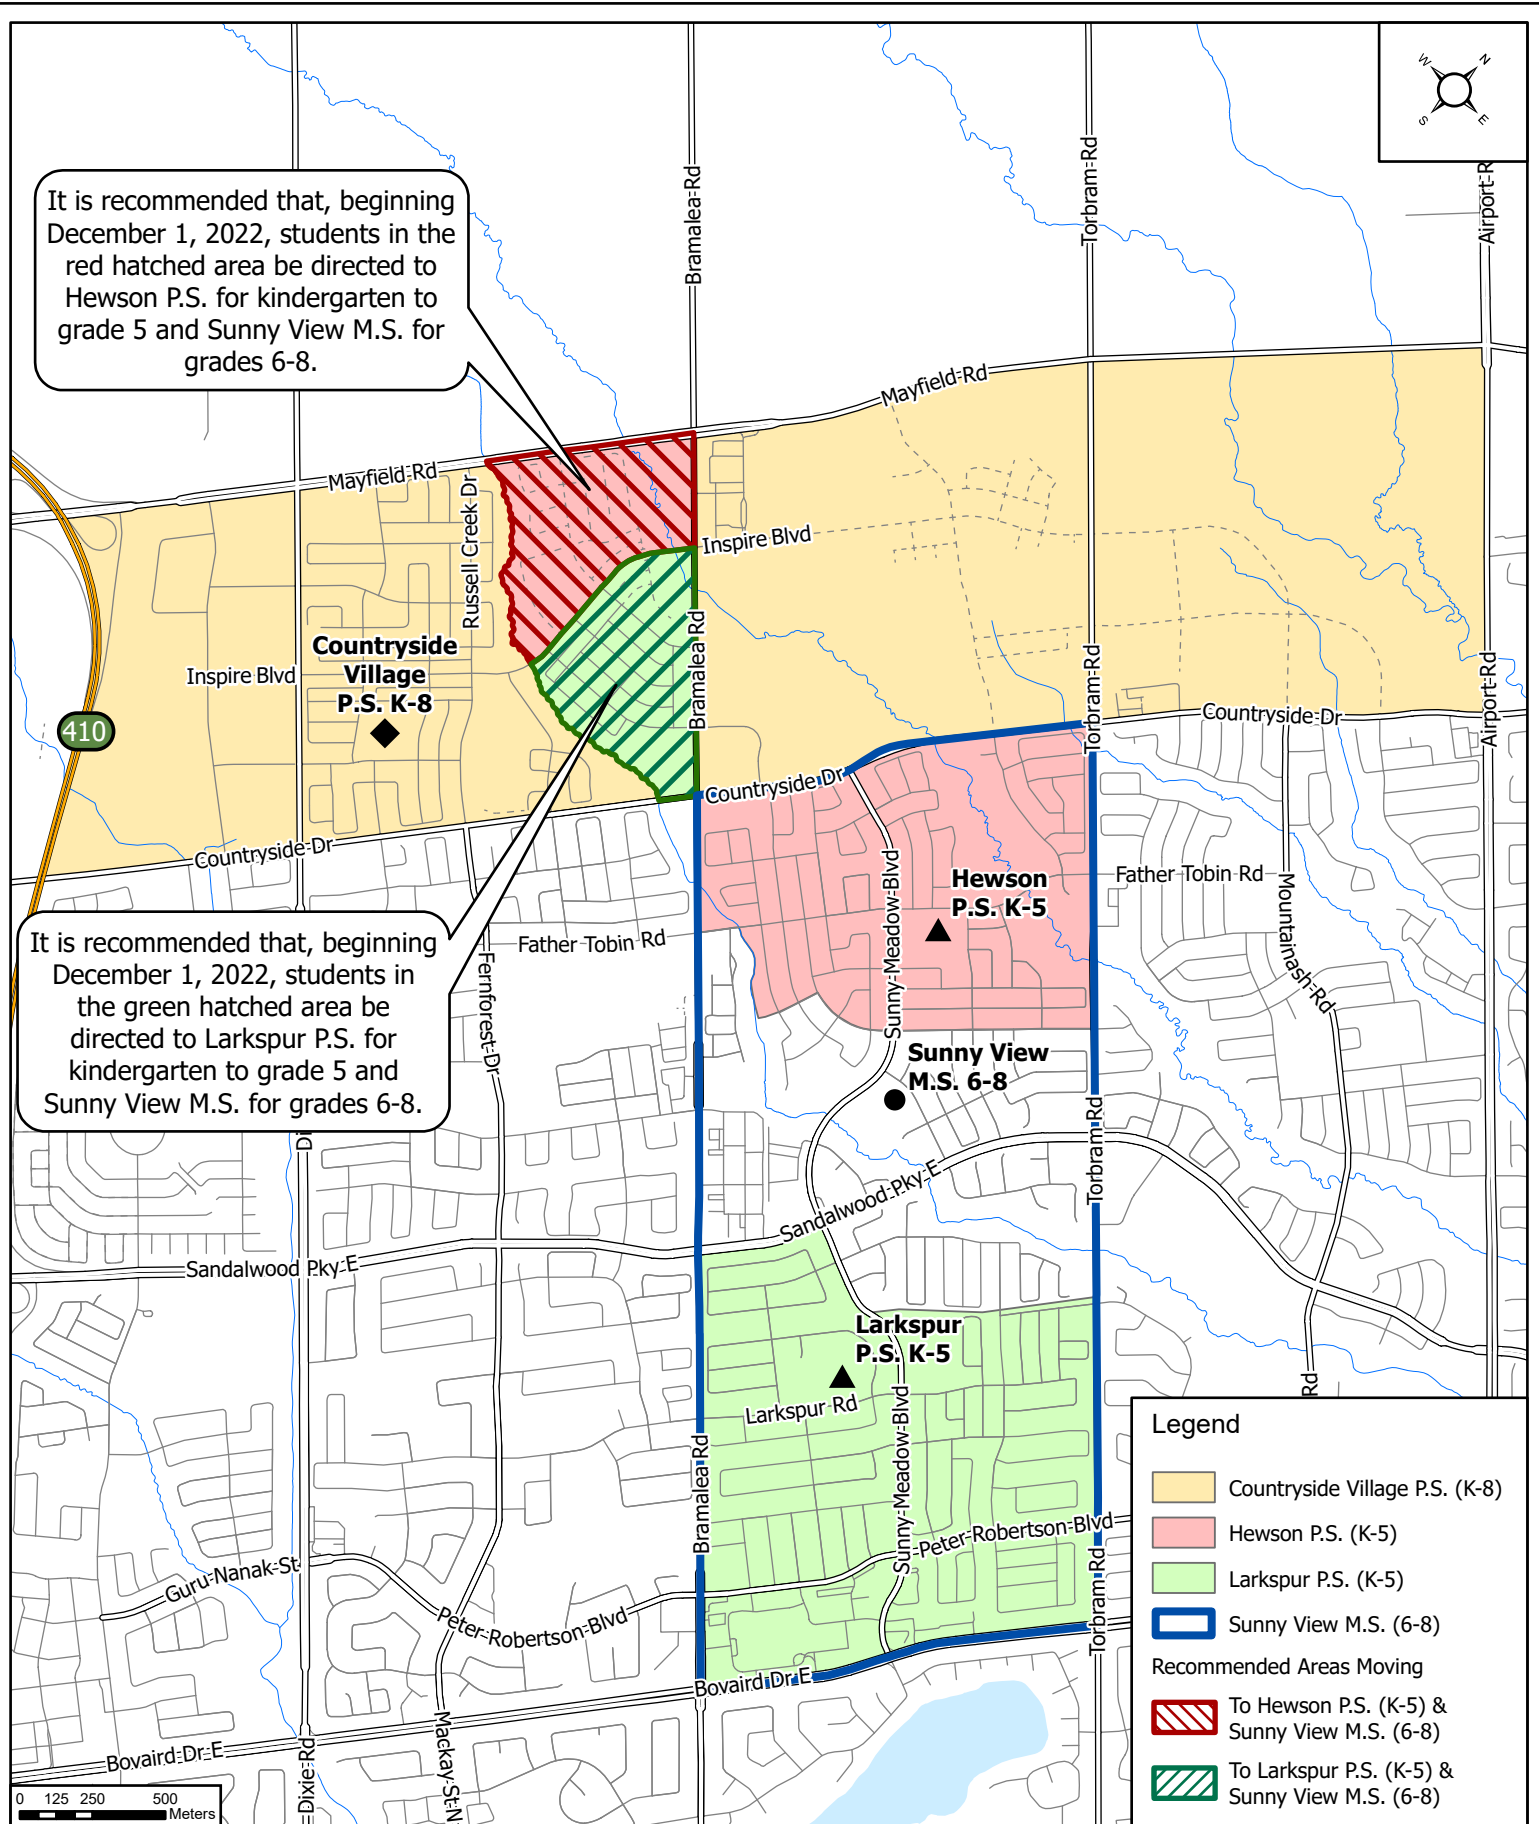 W
N
S
E
It is recommended that, beginning
December 1, 2022, students in the
red hatched area be directed to
Hewson P.S. for kindergarten to
grade 5 and Sunny View M.S. for
grades 6-8.
Bramalea Rd
Torbram Rd
Airport
Mayfield Rd
Mayfield Rd
Russell Creek Dr
Inspire Blvd
Countryside
Village
P.S. K-8
Inspire Blvd
410
Bramalea Rd
Torbram Rd
Airport Rd
Countryside Dr
Countryside Dr
Countryside Dr
Sunny Meadow Blvd
Hewson
P.S. K-5
Father Tobin Rd
Mountainash Rd
Father Tobin Rd
Fernforest Dr
It is recommended that, beginning
December 1, 2022, students in
the green hatched area be
directed to Larkspur P.S. for
kindergarten to grade 5 and
Sunny View M.S. for grades 6-8.
Sunny View
M.S. 6-8
Torbram Rd
Sandalwood Pky E
Sandalwood Pky E
Larkspur
P.S. K-5
Larkspur Rd
Sunny Meadow Blvd
Bramalea Rd
Rd
Peter Robertson Blvd
Torbram Rd
Guru Nanak St
Peter Robertson Blvd
Bovaird Dr E
Bovaird Dr E
Dixie Rd
Mackay St N
0 125 250 500
Meters
Legend
Countryside Village P.S. (K-8)
Hewson P.S. (K-5)
Larkspur P.S. (K-5)
Sunny View M.S. (6-8)
Recommended Areas Moving
To Hewson P.S. (K-5) &
Sunny View M.S. (6-8)
To Larkspur P.S. (K-5) &
Sunny View M.S. (6-8)